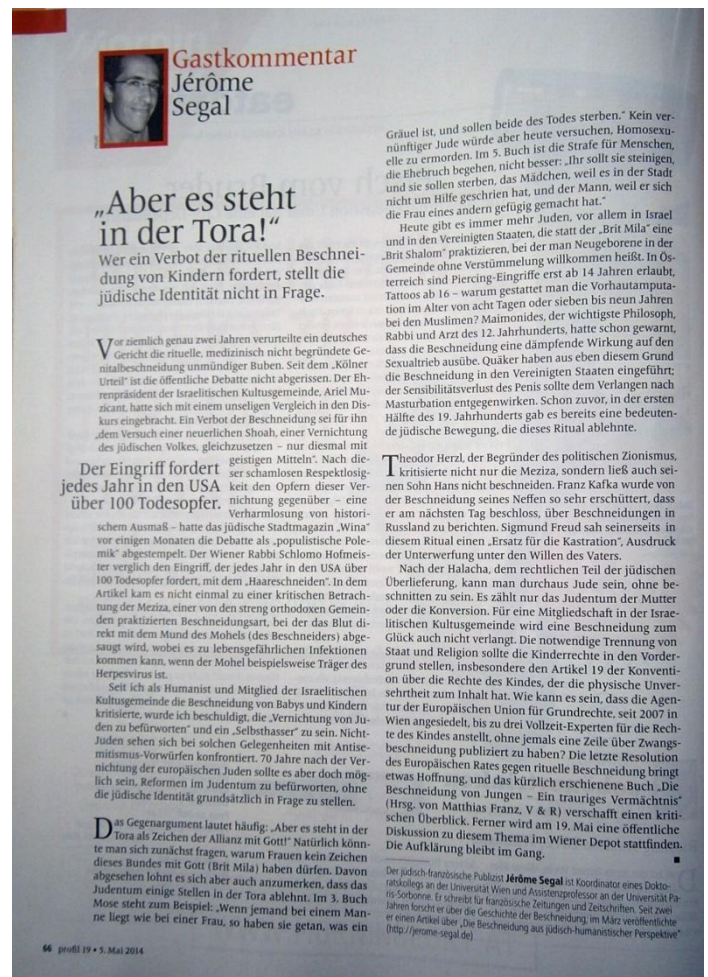 Gastkommentar
Jérôme
Segal
„Aber es steht
in der Tora!“
Wer ein Verbot der rituellen Beschnei-
dung von Kindern fordert, stellt die
jüdische Identität nicht in Frage.
Vor ziemlich genau zwei Jahren verurteilte ein deutsches
Gericht die rituelle, medizinisch nicht begründete Ge-
nitalbeschneidung unmündiger Buben. Seit dem „Kölner
Urteil“ ist die öffentliche Debatte nicht abgerissen. Der Eh-
renpräsident der Israelitischen Kultusgemeinde, Ariel Mu-
zicant, hatte sich mit einem unseligen Vergleich in den Dis-
kurs eingebracht. Ein Verbot der Beschneidung sei für ihn
„dem Versuch einer neuerlichen Shoah, einer Vernichtung
des jüdischen Volkes, gleichzusetzen – nur diesmal mit
geistigen Mitteln“. Nach die-
ser schamlosen Respektlosig-
keit den Opfern dieser Ver-
nichtung gegenüber – eine
Verharmlosung von histori-
Der Eingriff fordert
jedes Jahr in den USA
über 100 Todesopfer.
schem Ausmaß – hatte das jüdische Stadtmagazin „Wina“
vor einigen Monaten die Debatte als „populistische Pole-
mik“ abgestempelt. Der Wiener Rabbi Schlomo Hofmeis-
ter verglich den Eingriff, der jedes Jahr in den USA über
100 Todesopfer fordert, mit dem „Haareschneiden“. In dem
Artikel kam es nicht einmal zu einer kritischen Betrach-
tung der Meziza, einer von den streng orthodoxen Gemein-
den praktizierten Beschneidungsart, bei der das Blut di-
rekt mit dem Mund des Mohels (des Beschneiders) abge-
saugt wird, wobei es zu lebensgefährlichen Infektionen
kommen kann, wenn der Mohel beispielsweise Träger des
Herpesvirus ist.
Seit ich als Humanist und Mitglied der Israelitischen
Kultusgemeinde die Beschneidung von Babys und Kindern
kritisierte, wurde ich beschuldigt, die „Vernichtung von Ju-
den zu befürworten“ und ein „Selbsthasser“ zu sein. Nicht-
Juden sehen sich bei solchen Gelegenheiten mit Antise-
mitismus-Vorwürfen konfrontiert. 70 Jahre nach der Ver-
nichtung der europäischen Juden sollte es aber doch mög-
lich sein, Reformen im Judentum zu befürworten, ohne
die jüdische Identität grundsätzlich in Frage zu stellen.
Das Gegenargument lautet häufig: „Aber es steht in der
Tora als Zeichen der Allianz mit Gott!“ Natürlich könn-
te man sich zunächst fragen, warum Frauen kein Zeichen
dieses Bundes mit Gott (Brit Mila) haben dürfen. Davon
abgesehen lohnt es sich aber auch anzumerken, dass das
Judentum einige Stellen in der Tora ablehnt. Im 3. Buch
Mose steht zum Beispiel: „Wenn jemand bei einem Man-
ne liegt wie bei einer Frau, so haben sie getan, was ein
Gräuel ist, und sollen beide des Todes sterben.“ Kein ver-
nünftiger Jude würde aber heute versuchen, Homosexu-
elle zu ermorden. Im 5. Buch ist die Strafe für Menschen,
die Ehebruch begehen, nicht besser: „Ihr sollt sie steinigen,
und sie sollen sterben, das Mädchen, weil es in der Stadt
nicht um Hilfe geschrien hat, und der Mann, weil er sich
die Frau eines andern gefügig gemacht hat.“
Heute gibt es immer mehr Juden, vor allem in Israel
und in den Vereinigten Staaten, die statt der „Brit Mila“ eine
„Brit Shalom“ praktizieren, bei der man Neugeborene in der
Gemeinde ohne Verstümmelung willkommen heißt. In Ös-
terreich sind Piercing-Eingriffe erst ab 14 Jahren erlaubt,
Tattoos ab 16 – warum gestattet man die Vorhautamputa-
tion im Alter von acht Tagen oder sieben bis neun Jahren
bei den Muslimen? Maimonides, der wichtigste Philosoph,
Rabbi und Arzt des 12. Jahrhunderts, hatte schon gewarnt,
dass die Beschneidung eine dämpfende Wirkung auf den
Sexualtrieb ausübe. Quäker haben aus eben diesem Grund
die Beschneidung in den Vereinigten Staaten eingeführt;
der Sensibilitätsverlust des Penis sollte dem Verlangen nach
Masturbation entgegenwirken. Schon zuvor, in der ersten
Hälfte des 19. Jahrhunderts gab es bereits eine bedeuten-
de jüdische Bewegung, die dieses Ritual ablehnte.
Theodor Herzl, der Begründer des politischen Zionismus,
kritisierte nicht nur die Meziza, sondern ließ auch sei-
nen Sohn Hans nicht beschneiden. Franz Kafka wurde von
der Beschneidung seines Neffen so sehr erschüttert, dass
er am nächsten Tag beschloss, über Beschneidungen in
Russland zu berichten. Sigmund Freud sah seinerseits in
diesem Ritual einen „Ersatz für die Kastration“, Ausdruck
der Unterwerfung unter den Willen des Vaters.
Nach der Halacha, dem rechtlichen Teil der jüdischen
Überlieferung, kann man durchaus Jude sein, ohne be-
schnitten zu sein. Es zählt nur das Judentum der Mutter
oder die Konversion. Für eine Mitgliedschaft in der Israe-
litischen Kultusgemeinde wird eine Beschneidung zum
Glück auch nicht verlangt. Die notwendige Trennung von
Staat und Religion sollte die Kinderrechte in den Vorder-
grund stellen, insbesondere den Artikel 19 der Konventi-
on über die Rechte des Kindes, der die physische Unver-
sehrtheit zum Inhalt hat. Wie kann es sein, dass die Agen-
tur der Europäischen Union für Grundrechte, seit 2007 in
Wien angesiedelt, bis zu drei Vollzeit-Experten für die Rech-
te des Kindes anstellt, ohne jemals eine Zeile über Zwangs-
beschneidung publiziert zu haben? Die letzte Resolution
des Europäischen Rates gegen rituelle Beschneidung bringt
etwas Hoffnung, und das kürzlich erschienene Buch „Die
Beschneidung von Jungen – Ein trauriges Vermächtnis“
(Hrsg. von Matthias Franz, V & R) verschafft einen kriti-
schen Überblick. Ferner wird am 19. Mai eine öffentliche
Diskussion zu diesem Thema im Wiener Depot stattfinden.
Die Aufklärung bleibt im Gang.
Der jüdisch-französische Publizist Jérôme Segal ist Koordinator eines Dokto-
ratskollegs an der Universität Wien und Assistenzprofessor an der Universität Pa-
ris-Sorbonne. Er schreibt für französische Zeitungen und Zeitschriften. Seit zwei
Jahren forscht er über die Geschichte der Beschneidung, im März veröffentlichte
er einen Artikel über „Die Beschneidung aus jüdisch-humanistischer Perspektive“
(http://jerome-segal.de)
66 profil 19 • 5. Mai 2014